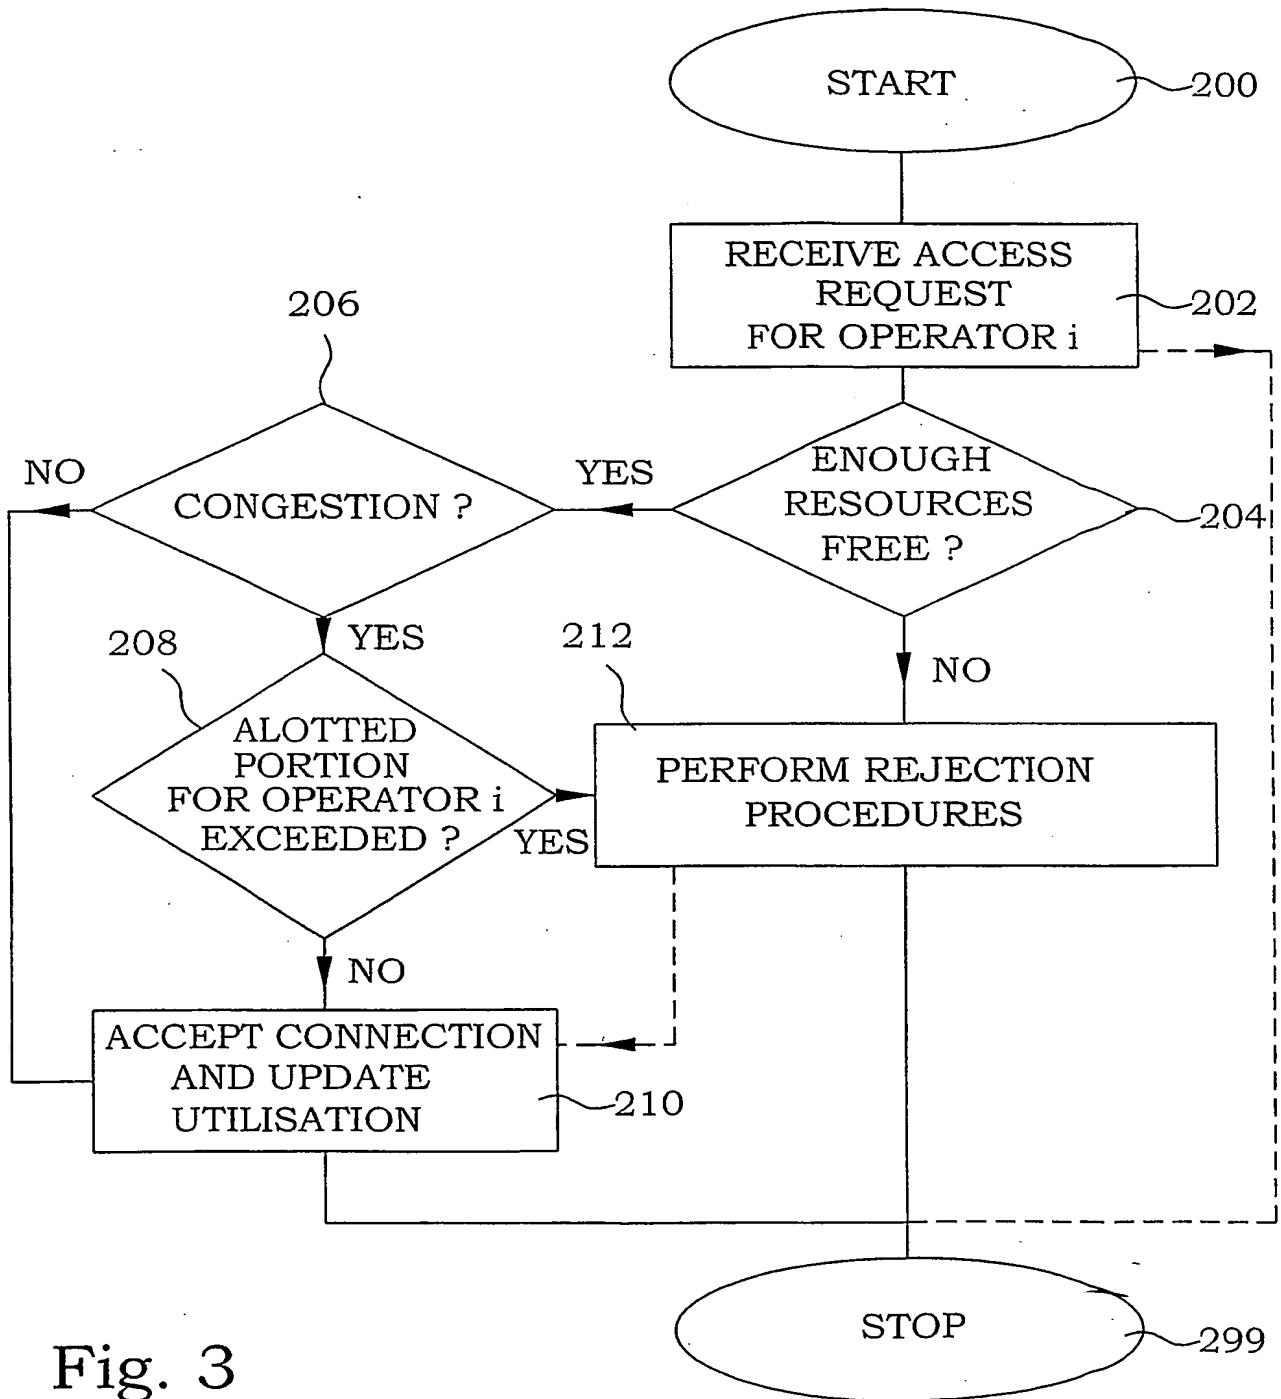 START
200
RECEIVE ACCESS
REQUEST
FOR OPERATOR i
202
206
NO
CONGESTION ?
YES
ENOUGH
RESOURCES
FREE ?
204
YES
NO
208
ALOTTED
PORTION
FOR OPERATOR i
EXCEEDED ?
YES
212
PERFORM REJECTION
PROCEDURES
NO
ACCEPT CONNECTION
AND UPDATE
UTILISATION
210
STOP
299
Fig. 3